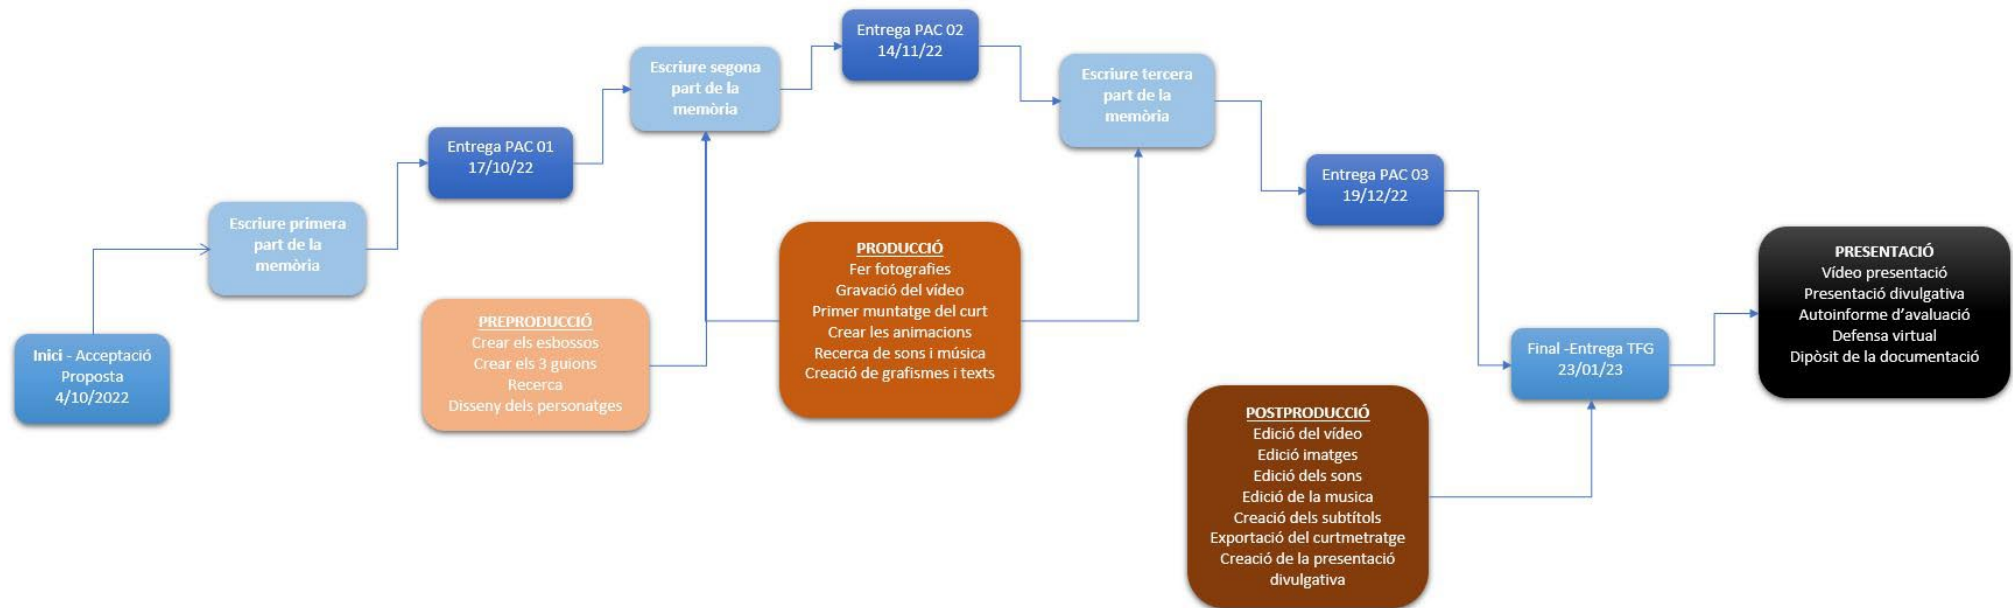 Inici - Acceptació
Proposta
4/10/2022
Escriure primera
part de la
memòria
Entrega PAC 01
17/10/22
Escriure segona
part de la
memòria
Entrega PAC 02
14/11/22
Escriure tercera
part de la
memòria
Entrega PAC 03
19/12/22
PREPRODUCCIÓ
Crear els esbossos
Crear els 3 guions
Recerca
Disseny dels personatges
PRODUCCIÓ
Fer fotografies
Gravació del vídeo
Primer muntatge del curt
Crear les animacions
Recerca de sons i música
Creació de grafismes i texts
POSTPRODUCCIÓ
Edició del vídeo
Edició imatges
Edició dels sons
Edició de la musica
Creació dels subtítols
Exportació del curtmetratge
Creació de la presentació
divulgativa
Final -Entrega TFG
23/01/23
PRESENTACIÓ
Vídeo presentació
Presentació divulgativa
Autoinforme d'avaluació
Defensa virtual
Dipòsit de la documentació